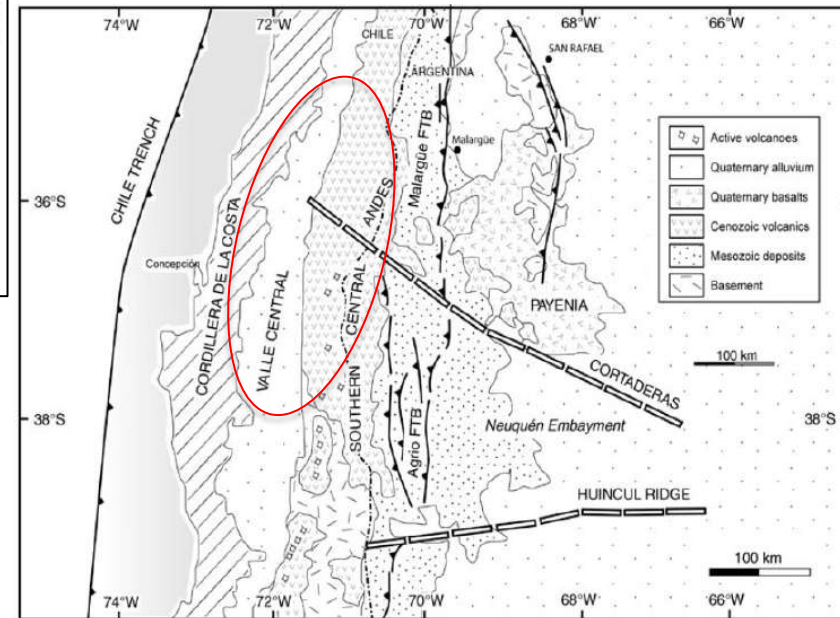 74°W
72°W
70°W
68°W
66°W
CHILE
ARGENTINA
SAN RAFAEL
Malargüe
Malargüe FTB
CHILE TRENCH
36°S
ANDES
Concepción
CORDILLERA DE LA COSTA
VALLE CENTRAL
CENTRAL
SOUTHERN
PAYENIA
CORTADERAS
Active volcanoes
Quaternary alluvium
Quaternary basalts
Cenozoic volcanics
Mesozoic deposits
Basement
100 km
38°S
38°S
Agrio FTB
Neuquén Embayment
HUINCUL RIDGE
100 km
74°W
72°W
70°W
68°W
66°W